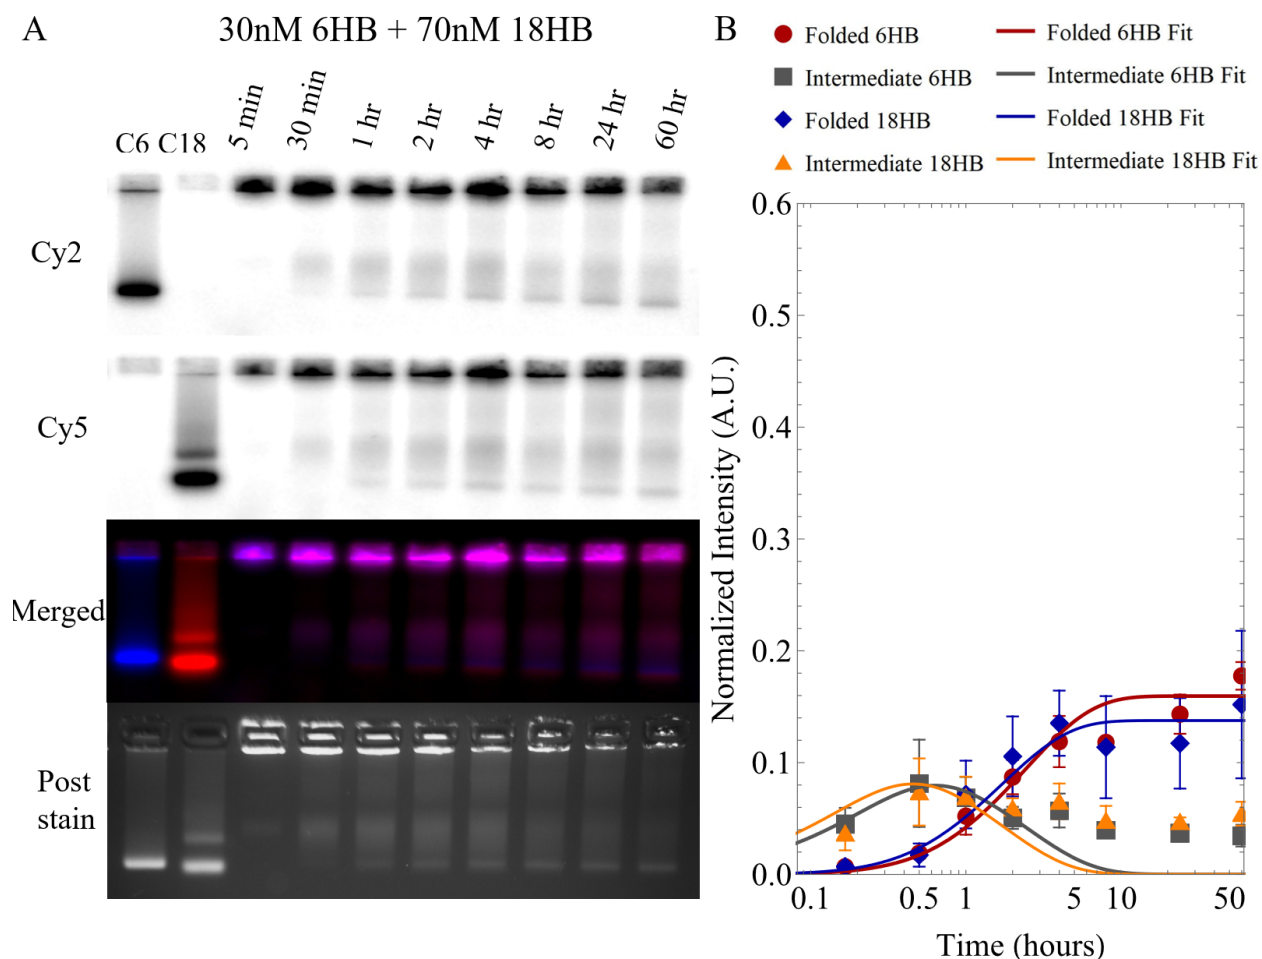 A
30nM 6HB + 70nM 18HB
C6 C18 5 min 30 min 1 hr 2 hr 4 hr 8 hr 24 hr 60 hr
Cy2
Cy5
Merged
Post
stain
B
Folded 6HB
Folded 6HB Fit
Intermediate 6HB
Intermediate 6HB Fit
Folded 18HB
Folded 18HB Fit
Intermediate 18HB
Intermediate 18HB Fit
Normalized Intensity (A.U.)
0.6
0.5
0.4
0.3
0.2
0.1
0.0
0.1 0.5 1 5 10 50
Time (hours)